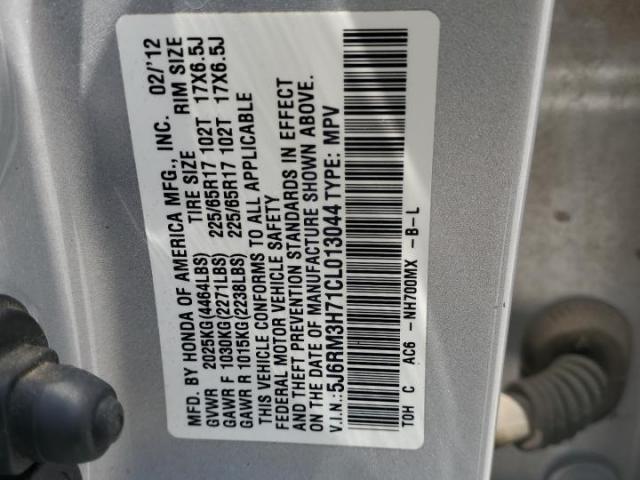 MFD. BY HONDA OF AMERICA MFG., INC. 02/'12
GVWR 2025KG(4464LBS) TIRE SIZE RIM SIZE
GAWR F 1030KG(2271LBS) 225/65R17 102T 17X6.5J
GAWR R 1015KG(2238LBS) 225/65R17 102T 17X6.5J
THIS VEHICLE CONFORMS TO ALL APPLICABLE
FEDERAL MOTOR VEHICLE SAFETY
AND THEFT PREVENTION STANDARDS IN EFFECT
ON THE DATE OF MANUFACTURE SHOWN ABOVE.
V.I.N.:5J6RM3H71CL013044 TYPE: MPV
TOH C AC6 -NH700MX -B-L